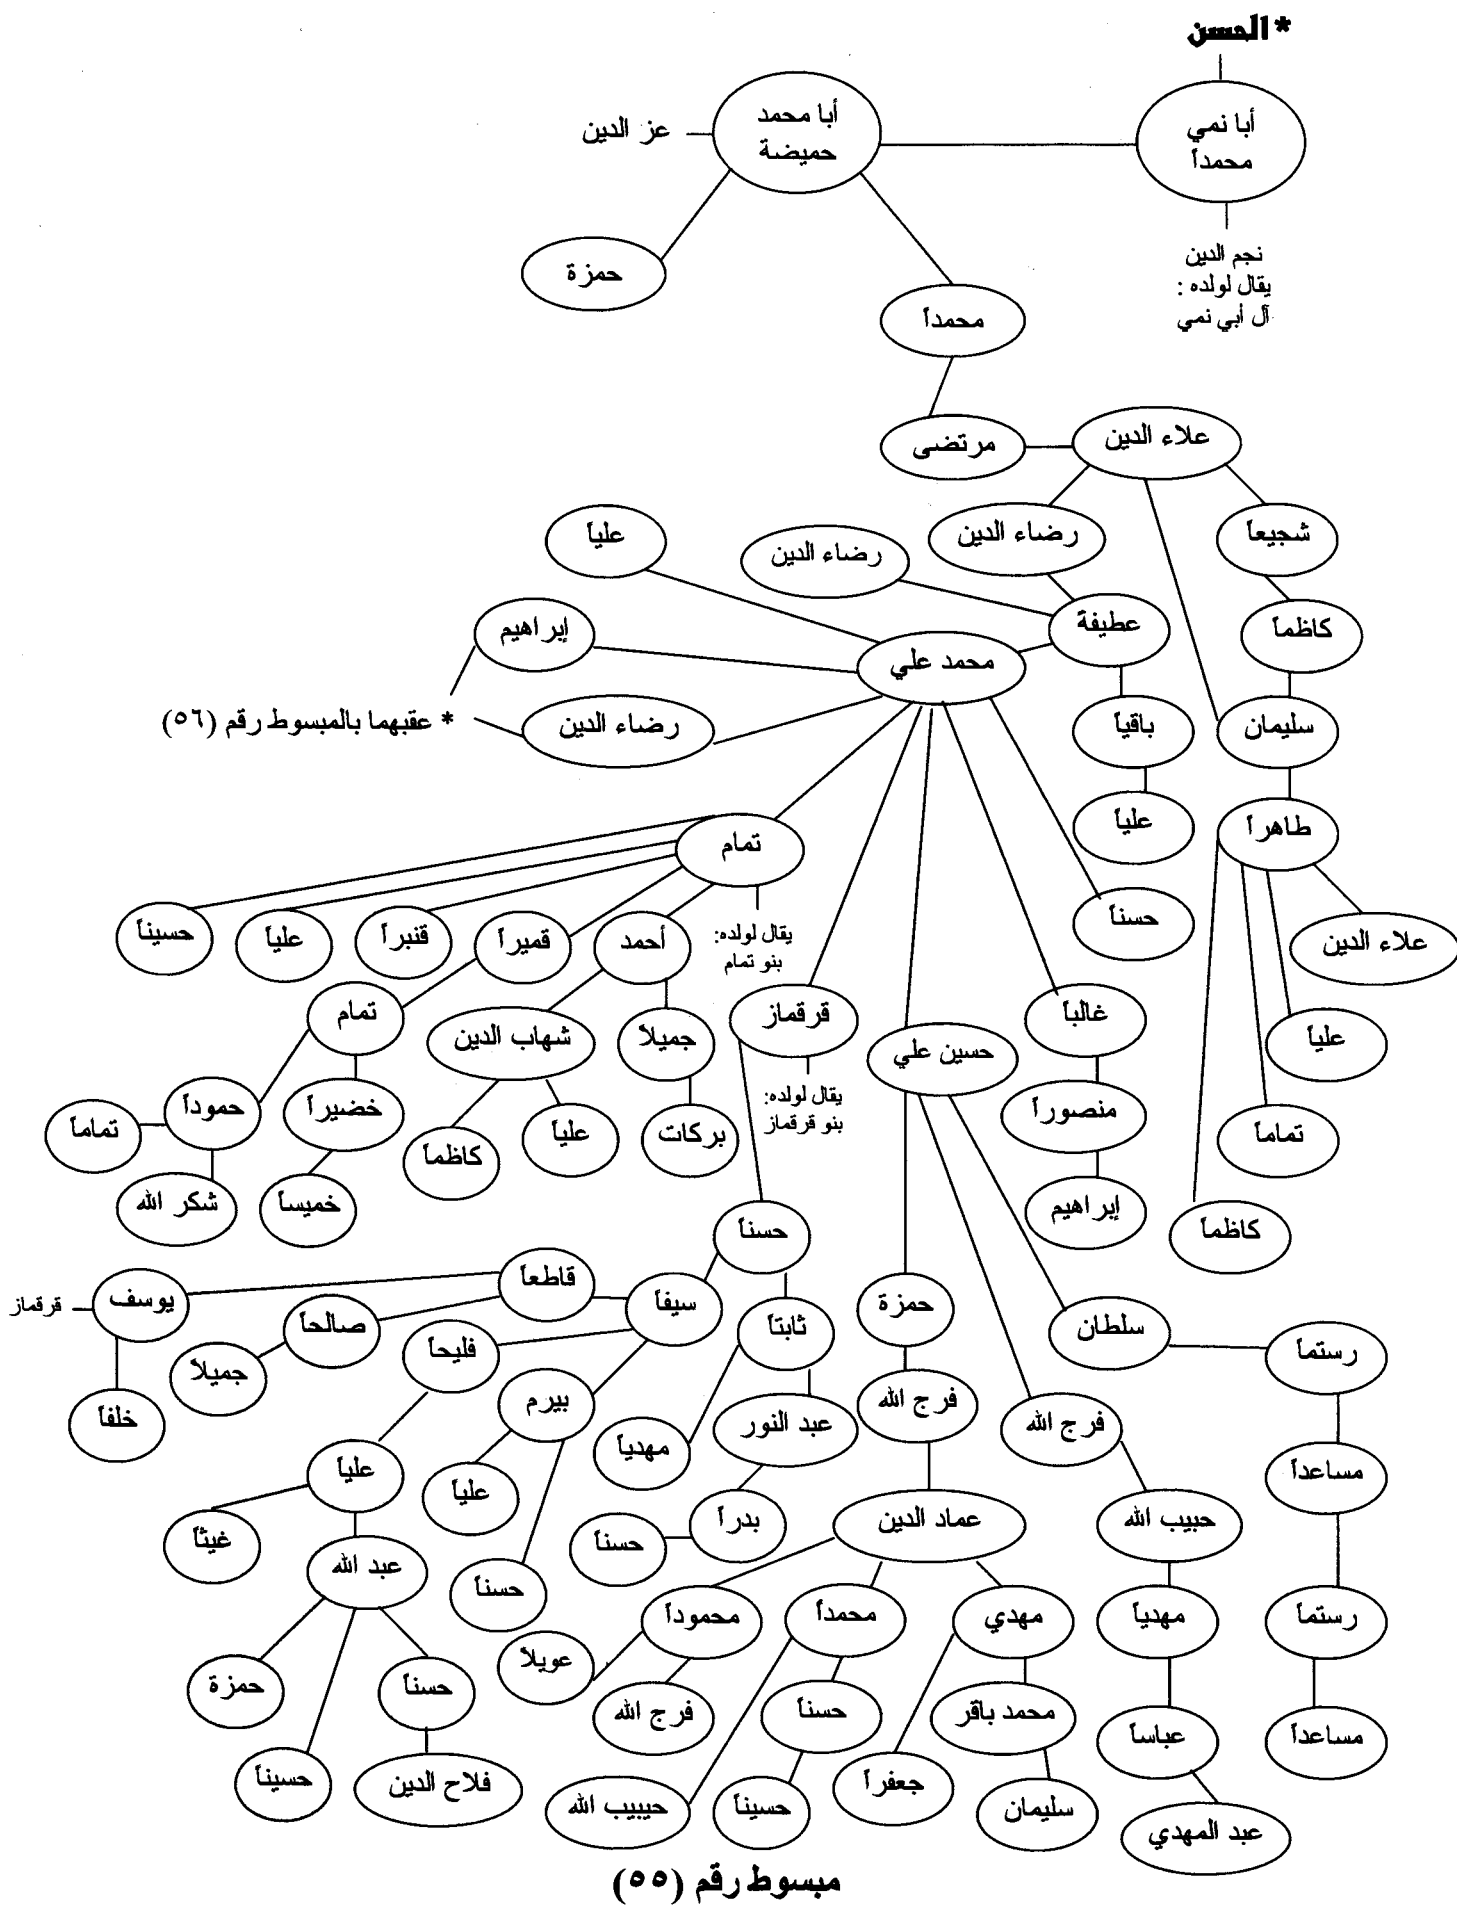 * الحسن
أبا نمي
محمداً
أبا محمد
حميضة
عز الدين
نجم الدين
يقال لولده :
آل أبي نمي
حمزة
محمداً
علاء الدين
مرتضى
شجيعاً
رضاء الدين
رضاء الدين
علياً
كاظماً
عطيفة
محمد علي
إبراهيم
سليمان
باقياً
رضاء الدين
* عقبهما بالمبسوط رقم (٥٦)
طاهراً
علياً
تمام
علاء الدين
حسناً
يقال لولده:
بنو تمام
أحمد
قميراً
قنبراً
علياً
حسيناً
علياً
غالباً
حسين علي
قرقماز
جميلاً
شهاب الدين
تمام
يقال لولده:
بنو قرقماز
تماماً
منصوراً
بركات
علياً
كاظماً
خضيراً
حموداً
تماماً
كاظماً
إبراهيم
خميساً
شكر الله
حسناً
حمزة
سلطان
رستماً
ثابتاً
سيفاً
قاطعاً
يوسف
قرقماز
صالحاً
جميلاً
فليحاً
بيرم
خلفاً
فرج الله
فرج الله
عبد النور
مهدياً
علياً
علياً
مساعداً
حبيب الله
عماد الدين
بدراً
حسناً
غيثاً
عبد الله
حسناً
رستماً
مهدياً
مهدي
محمداً
محموداً
عويلاً
حسناً
حمزة
مساعداً
عباساً
محمد باقر
حسناً
فرج الله
جعفراً
حسيناً
فلاح الدين
سليمان
حسيناً
حيبيب الله
عبد المهدي
مبسوط رقم (٥٥)